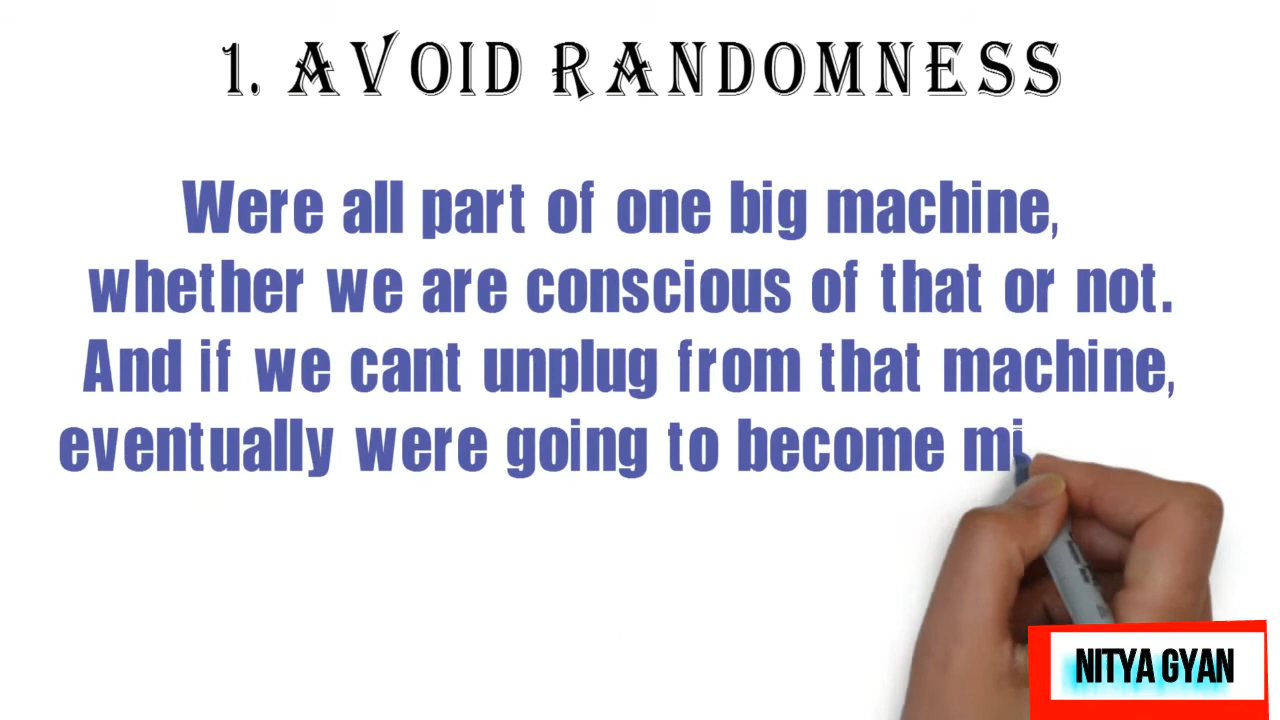 1. AVOID RANDOMNESS
Were all part of one big machine,
whether we are conscious of that or not.
And if we cant unplug from that machine,
eventually were going to become mi
NITYA GYAN